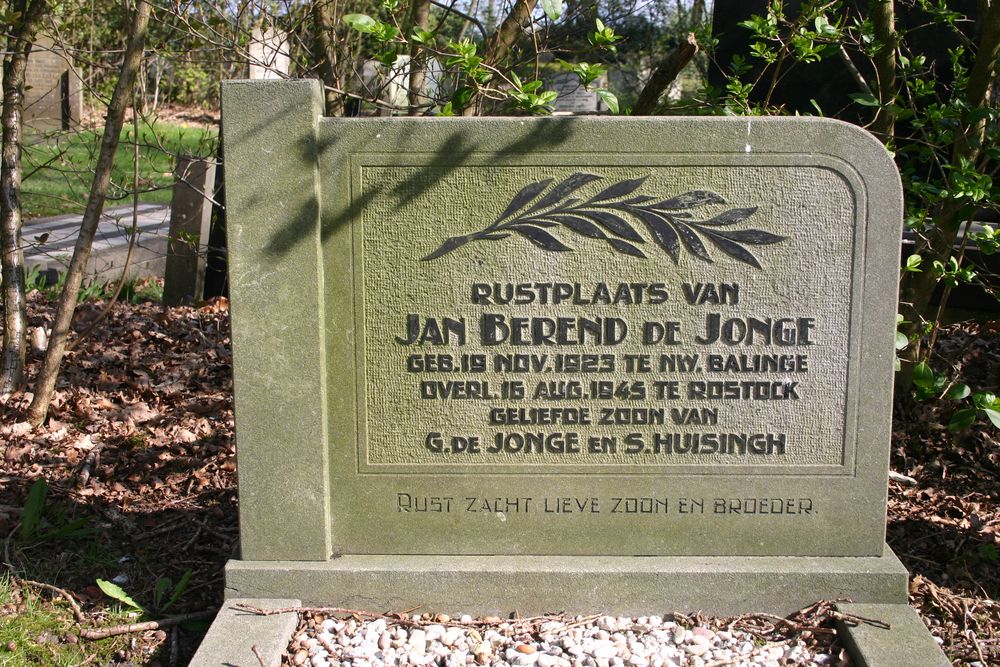 RUSTPLAATS VAN
JAN BEREND DE JONGE
GEB. 19 NOV. 1923 TE NW. BALINGE
OVERL. 16 AUG. 1945 TE ROSTOCK
GELIEFDE ZOON VAN
G. DE JONGE EN S. HUISINGH
RUST ZACHT LIEVE ZOON EN BROEDER.